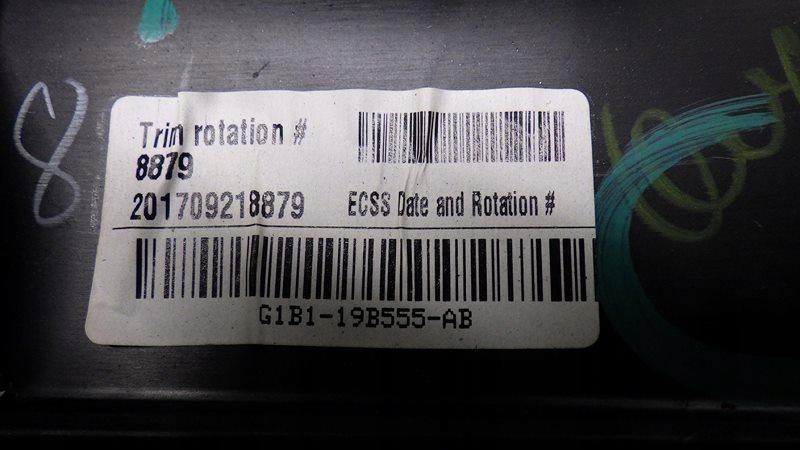 8
Trim rotation #
8879
201709218879
ECSS Date and Rotation #
G1B1-19B555-AB